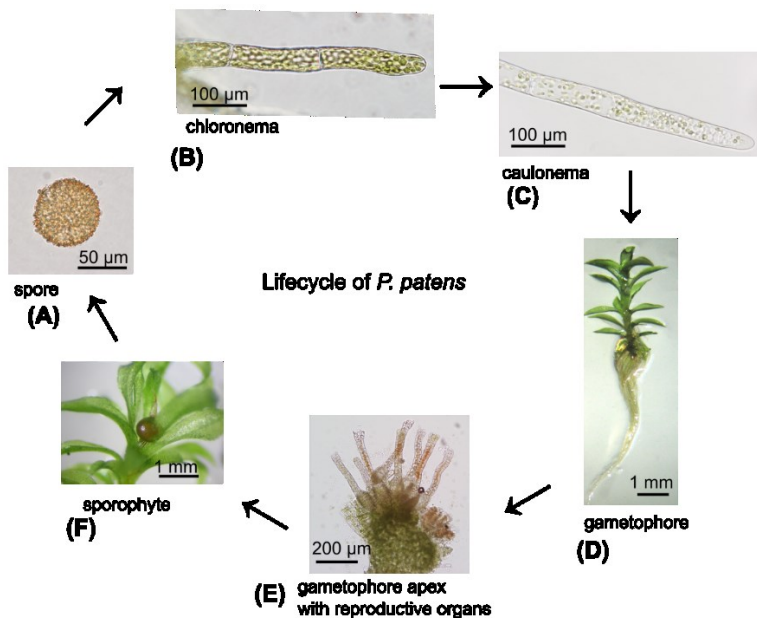 100 µm
chloronema
(B)
100 µm
caulonema
(C)
50 µm
spore
(A)
Lifecycle of P. patens
1 mm
gametophore
(D)
1 mm
sporophyte
(F)
200 µm
(E) gametophore apex
with reproductive organs